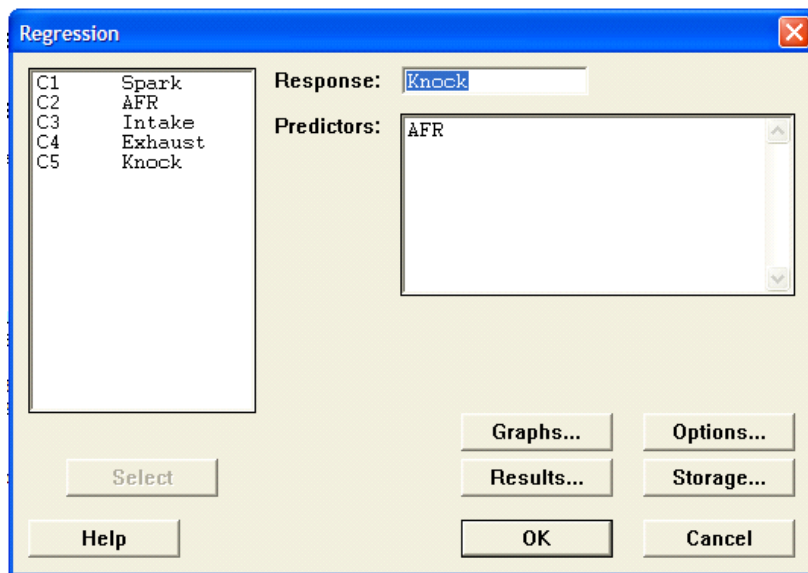 Regression
C1 Spark
C2 AFR
C3 Intake
C4 Exhaust
C5 Knock
Response: Knock
Predictors: AFR
Graphs... Options...
Select Results... Storage...
Help OK Cancel